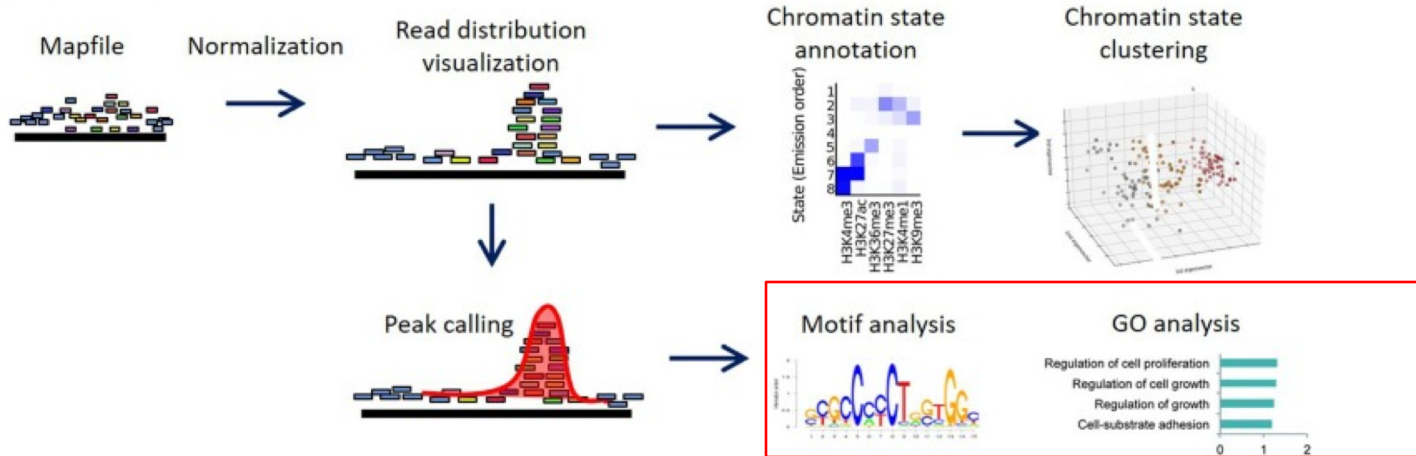 Mapfile
Normalization
Read distribution
visualization
Chromatin state
annotation
State (Emission order)
1
2
3
4
5
6
7
8
H3K4me3
H3K27ac
H3K36me3
H3K27me3
H3K4me1
H3K9me3
Chromatin state
clustering
Peak calling
Motif analysis
GO analysis
Regulation of cell proliferation
Regulation of cell growth
Regulation of growth
Cell-substrate adhesion
0 1 2